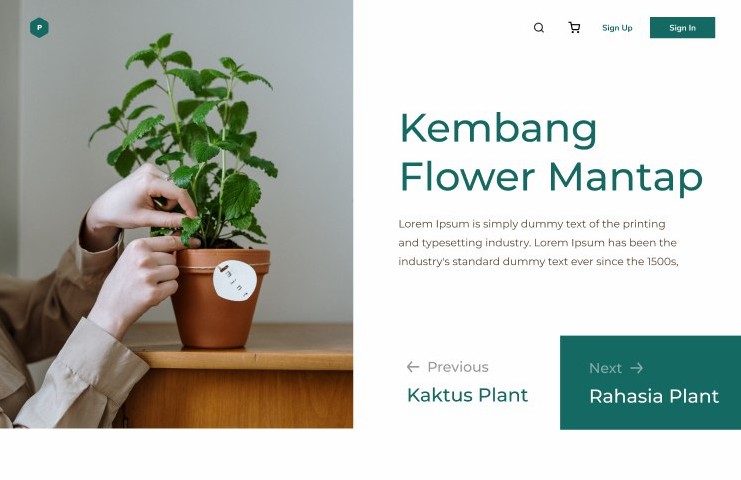 P
Sign Up
Sign In
Kembang
Flower Mantap
Lorem Ipsum is simply dummy text of the printing
and typesetting industry. Lorem Ipsum has been the
industry's standard dummy text ever since the 1500s,
mint
Previous
Kaktus Plant
Next
Rahasia Plant